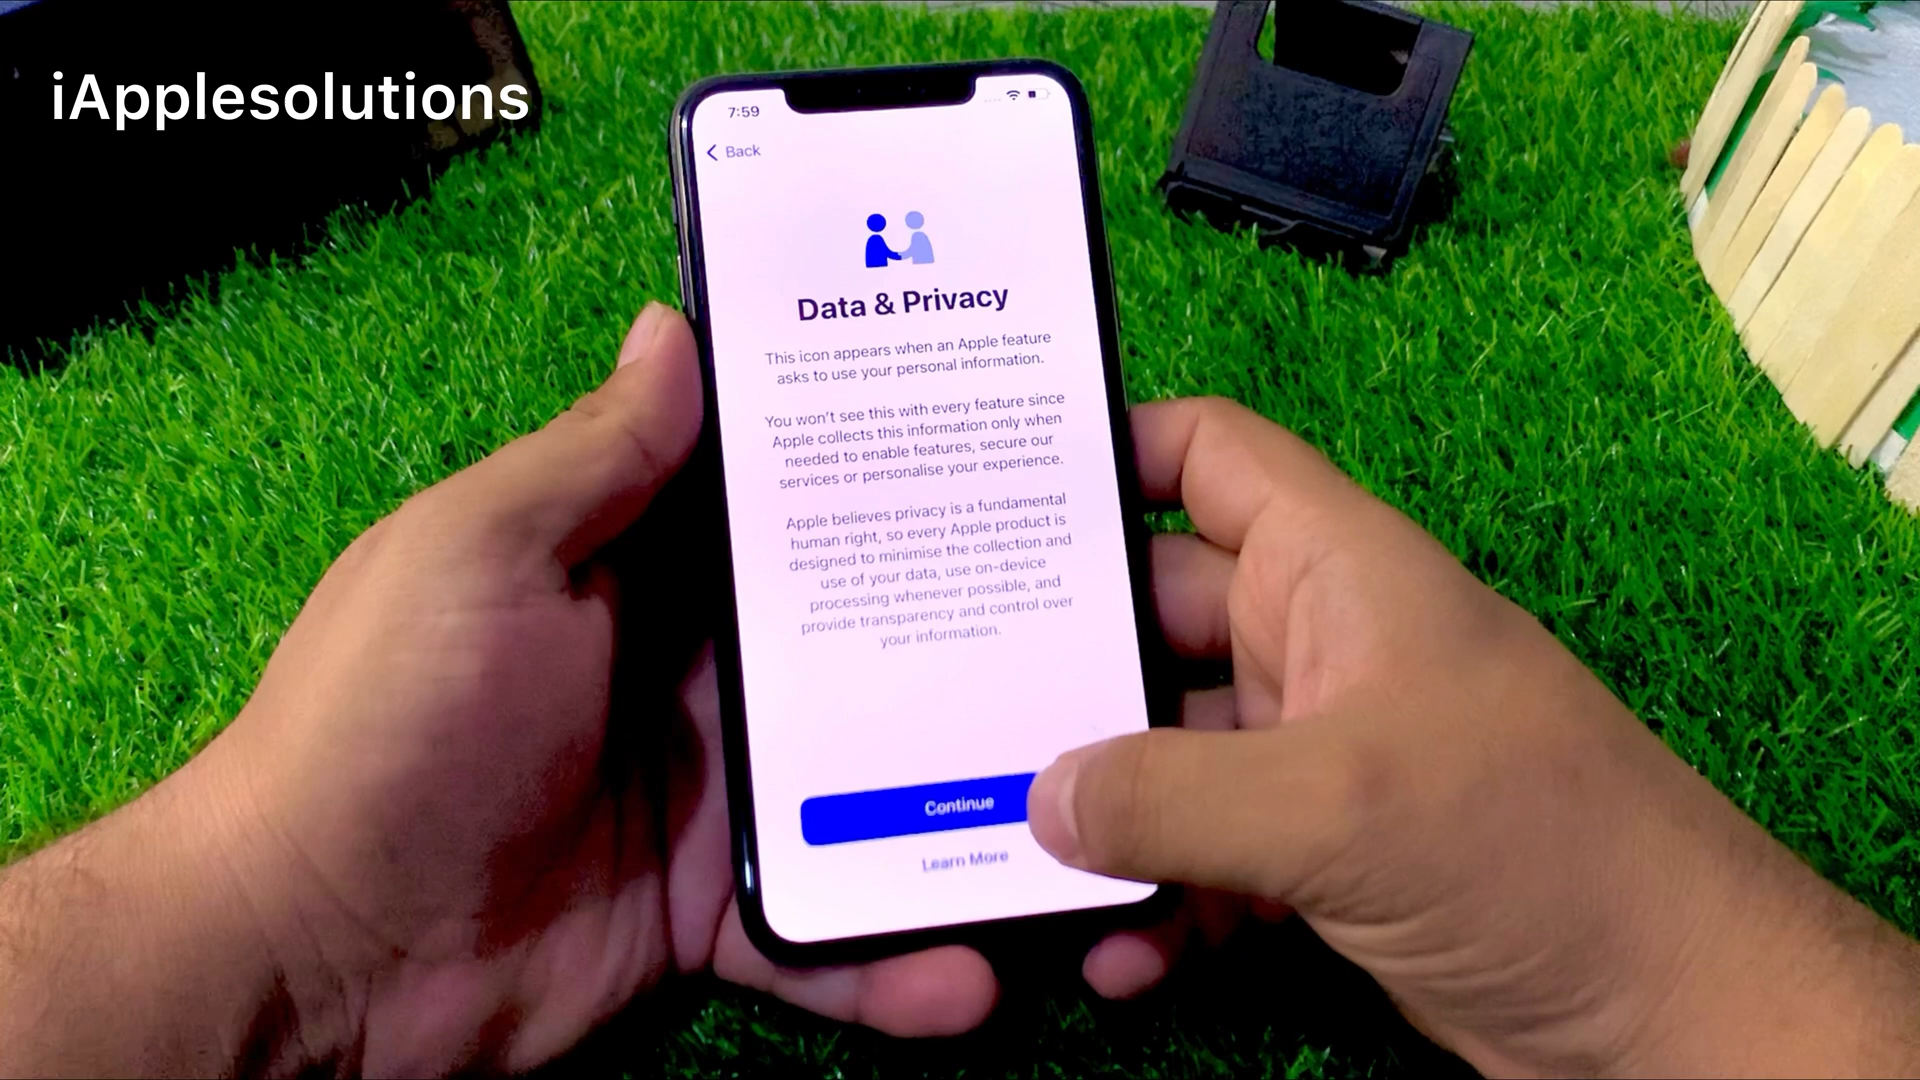 iApplesolutions
7:59
Back
Data & Privacy
This icon appears when an Apple feature
asks to use your personal information.
You won't see this with every feature since
Apple collects this information only when
needed to enable features, secure our
services or personalise your experience.
Apple believes privacy is a fundamental
human right, so every Apple product is
designed to minimise the collection and
use of your data, use on-device
processing whenever possible, and
provide transparency and control over
your information.
Continue
Learn More